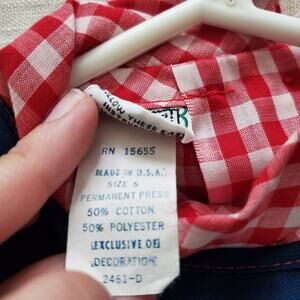 RN 15655
MADE IN U.S.A.
SIZE 5
PERMANENT PRESS
50% COTTON
50% POLYESTER
(EXCLUSIVE OF)
(DECORATION)
2461-D